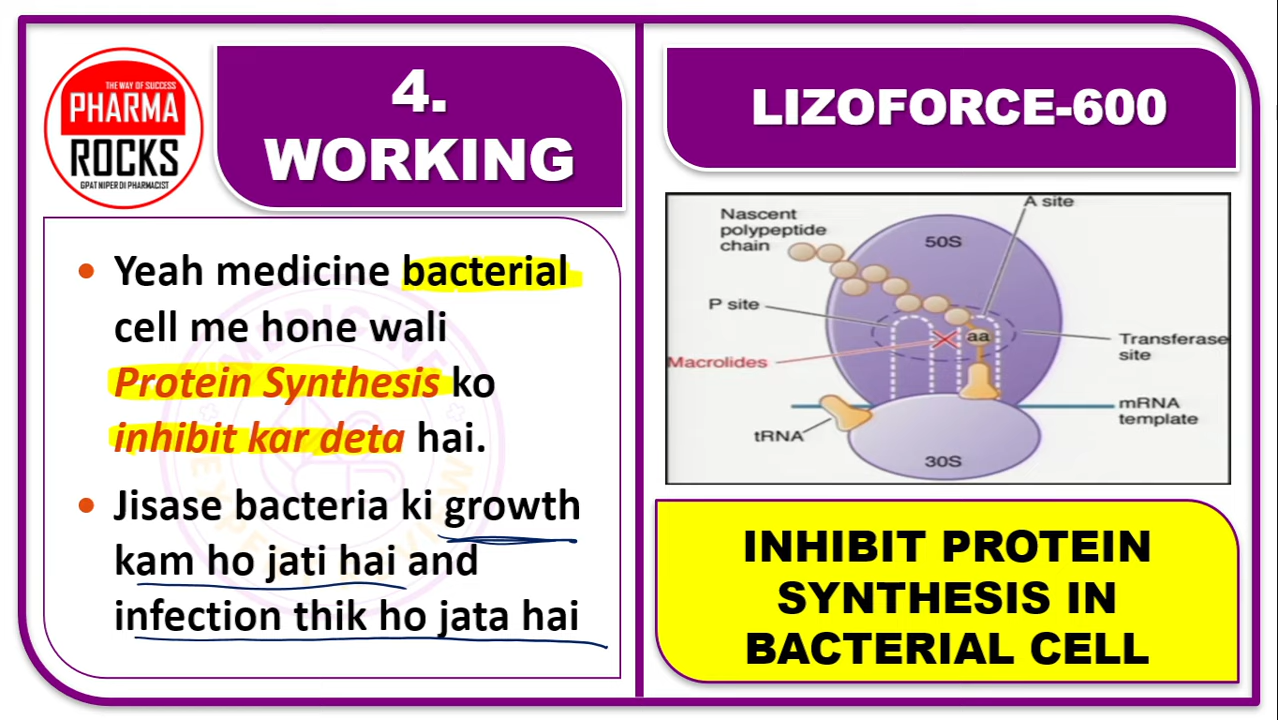 THE WAY OF SUCCESS
PHARMA
ROCKS
GPAT NIPER DI PHARMACIST
4.
WORKING
Yeah medicine bacterial
cell me hone wali
Protein Synthesis ko
inhibit kar deta hai.
Jisase bacteria ki growth
kam ho jati hai and
infection thik ho jata hai
LIZOFORCE-600
A site
Nascent
polypeptide
chain
50S
P site
aa
Transferase
site
Macrolides
mRNA
template
tRNA
30S
INHIBIT PROTEIN
SYNTHESIS IN
BACTERIAL CELL